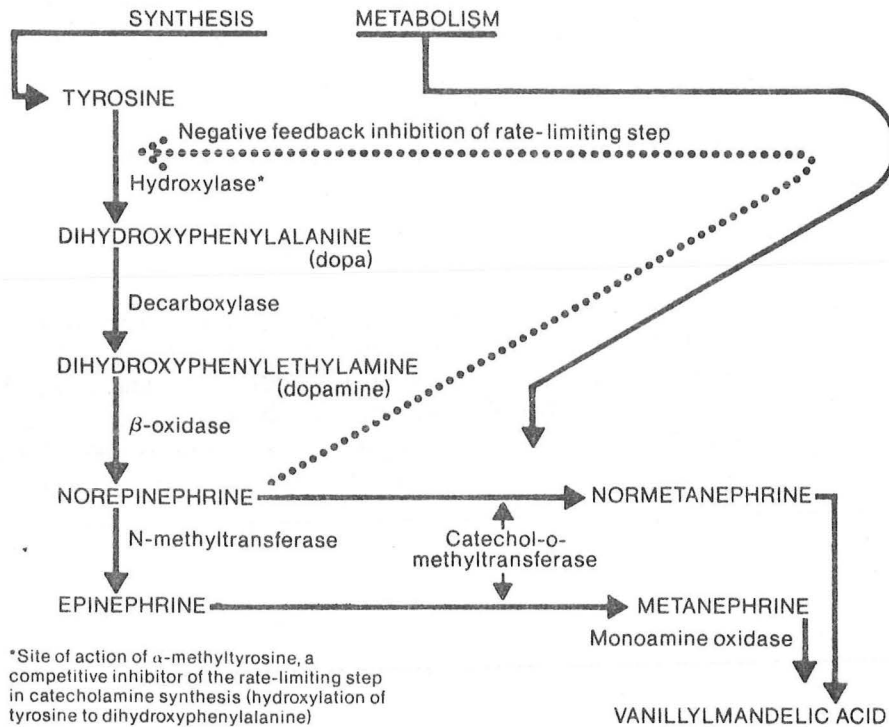 SYNTHESIS
METABOLISM
TYROSINE
Negative feedback inhibition of rate-limiting step
Hydroxylase*
DIHYDROXYPHENYLALANINE
(dopa)
Decarboxylase
DIHYDROXYPHENYLETHYLAMINE
(dopamine)
β-oxidase
NOREPINEPHRINE
NORMETANEPHRINE
N-methyltransferase
Catechol-o-
methyltransferase
EPINEPHRINE
METANEPHRINE
Monoamine oxidase
*Site of action of α-methyltyrosine, a
competitive inhibitor of the rate-limiting step
in catecholamine synthesis (hydroxylation of
tyrosine to dihydroxyphenylalanine)
VANILLYLMANDELIC ACID